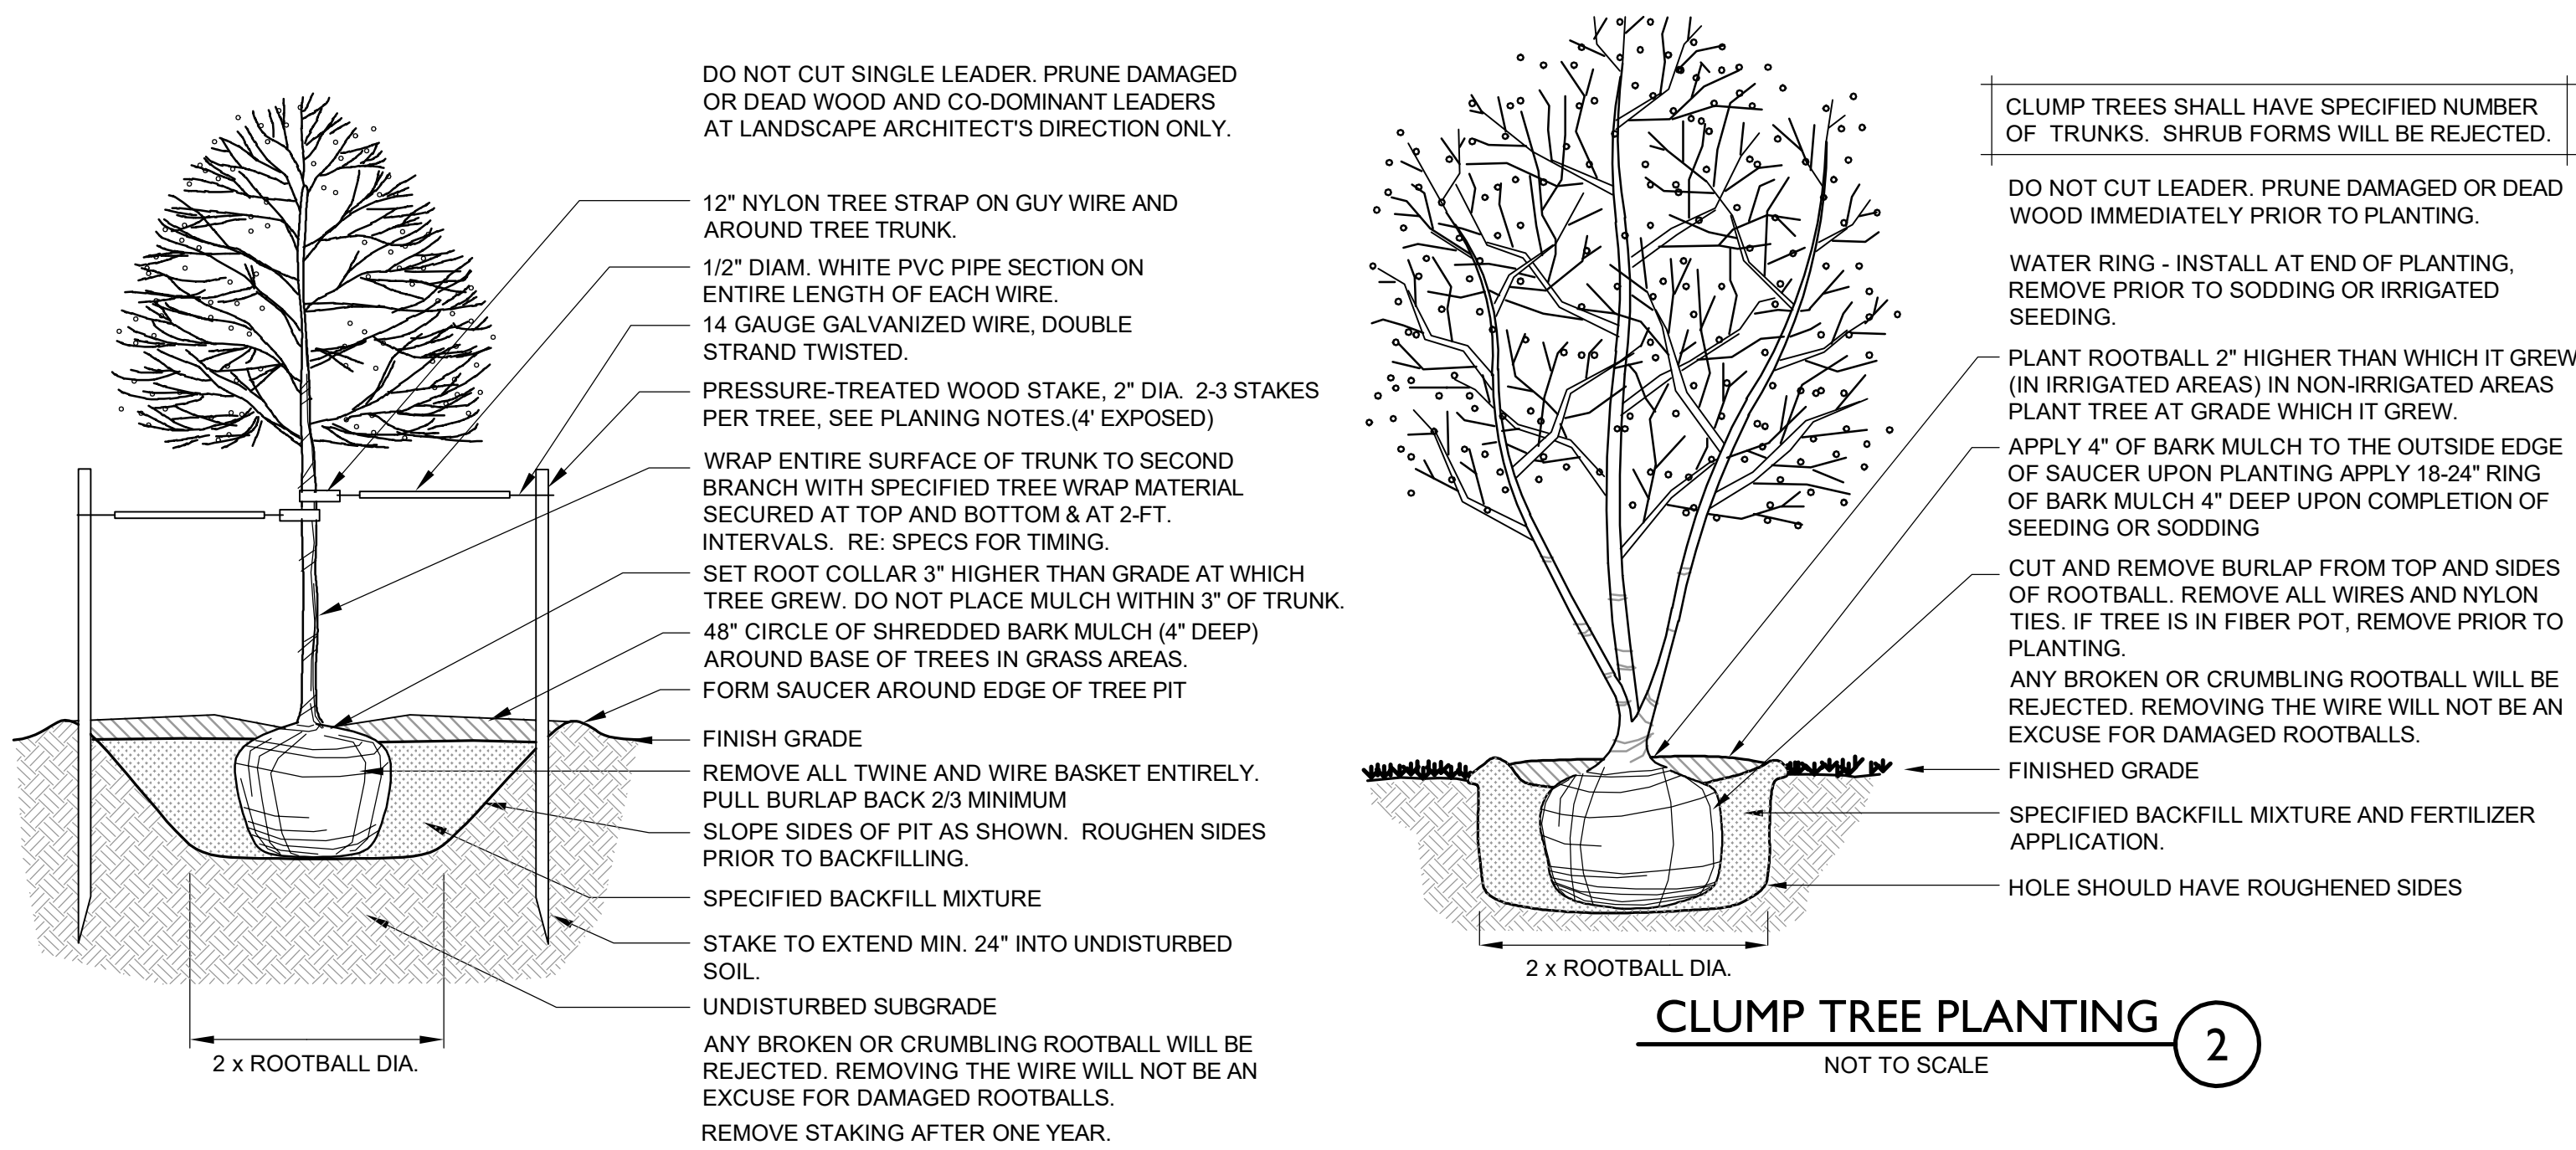 DO NOT CUT SINGLE LEADER. PRUNE DAMAGED
OR DEAD WOOD AND CO-DOMINANT LEADERS
AT LANDSCAPE ARCHITECT'S DIRECTION ONLY.
12" NYLON TREE STRAP ON GUY WIRE AND
AROUND TREE TRUNK.
1/2" DIAM. WHITE PVC PIPE SECTION ON
ENTIRE LENGTH OF EACH WIRE.
14 GAUGE GALVANIZED WIRE, DOUBLE
STRAND TWISTED.
PRESSURE-TREATED WOOD STAKE, 2" DIA. 2-3 STAKES
PER TREE, SEE PLANING NOTES.(4' EXPOSED)
WRAP ENTIRE SURFACE OF TRUNK TO SECOND
BRANCH WITH SPECIFIED TREE WRAP MATERIAL
SECURED AT TOP AND BOTTOM & AT 2-FT.
INTERVALS. RE: SPECS FOR TIMING.
SET ROOT COLLAR 3" HIGHER THAN GRADE AT WHICH
TREE GREW. DO NOT PLACE MULCH WITHIN 3" OF TRUNK.
48" CIRCLE OF SHREDDED BARK MULCH (4" DEEP)
AROUND BASE OF TREES IN GRASS AREAS.
FORM SAUCER AROUND EDGE OF TREE PIT
FINISH GRADE
REMOVE ALL TWINE AND WIRE BASKET ENTIRELY.
PULL BURLAP BACK 2/3 MINIMUM
SLOPE SIDES OF PIT AS SHOWN. ROUGHEN SIDES
PRIOR TO BACKFILLING.
SPECIFIED BACKFILL MIXTURE
STAKE TO EXTEND MIN. 24" INTO UNDISTURBED
SOIL.
UNDISTURBED SUBGRADE
2 x ROOTBALL DIA.
ANY BROKEN OR CRUMBLING ROOTBALL WILL BE
REJECTED. REMOVING THE WIRE WILL NOT BE AN
EXCUSE FOR DAMAGED ROOTBALLS.
REMOVE STAKING AFTER ONE YEAR.
CLUMP TREES SHALL HAVE SPECIFIED NUMBER
OF TRUNKS. SHRUB FORMS WILL BE REJECTED.
DO NOT CUT LEADER. PRUNE DAMAGED OR DEAD
WOOD IMMEDIATELY PRIOR TO PLANTING.
WATER RING - INSTALL AT END OF PLANTING,
REMOVE PRIOR TO SODDING OR IRRIGATED
SEEDING.
PLANT ROOTBALL 2" HIGHER THAN WHICH IT GREW
(IN IRRIGATED AREAS) IN NON-IRRIGATED AREAS
PLANT TREE AT GRADE WHICH IT GREW.
APPLY 4" OF BARK MULCH TO THE OUTSIDE EDGE
OF SAUCER UPON PLANTING APPLY 18-24" RING
OF BARK MULCH 4" DEEP UPON COMPLETION OF
SEEDING OR SODDING
CUT AND REMOVE BURLAP FROM TOP AND SIDES
OF ROOTBALL. REMOVE ALL WIRES AND NYLON
TIES. IF TREE IS IN FIBER POT, REMOVE PRIOR TO
PLANTING.
ANY BROKEN OR CRUMBLING ROOTBALL WILL BE
REJECTED. REMOVING THE WIRE WILL NOT BE AN
EXCUSE FOR DAMAGED ROOTBALLS.
FINISHED GRADE
SPECIFIED BACKFILL MIXTURE AND FERTILIZER
APPLICATION.
HOLE SHOULD HAVE ROUGHENED SIDES
2 x ROOTBALL DIA.
CLUMP TREE PLANTING 2
NOT TO SCALE